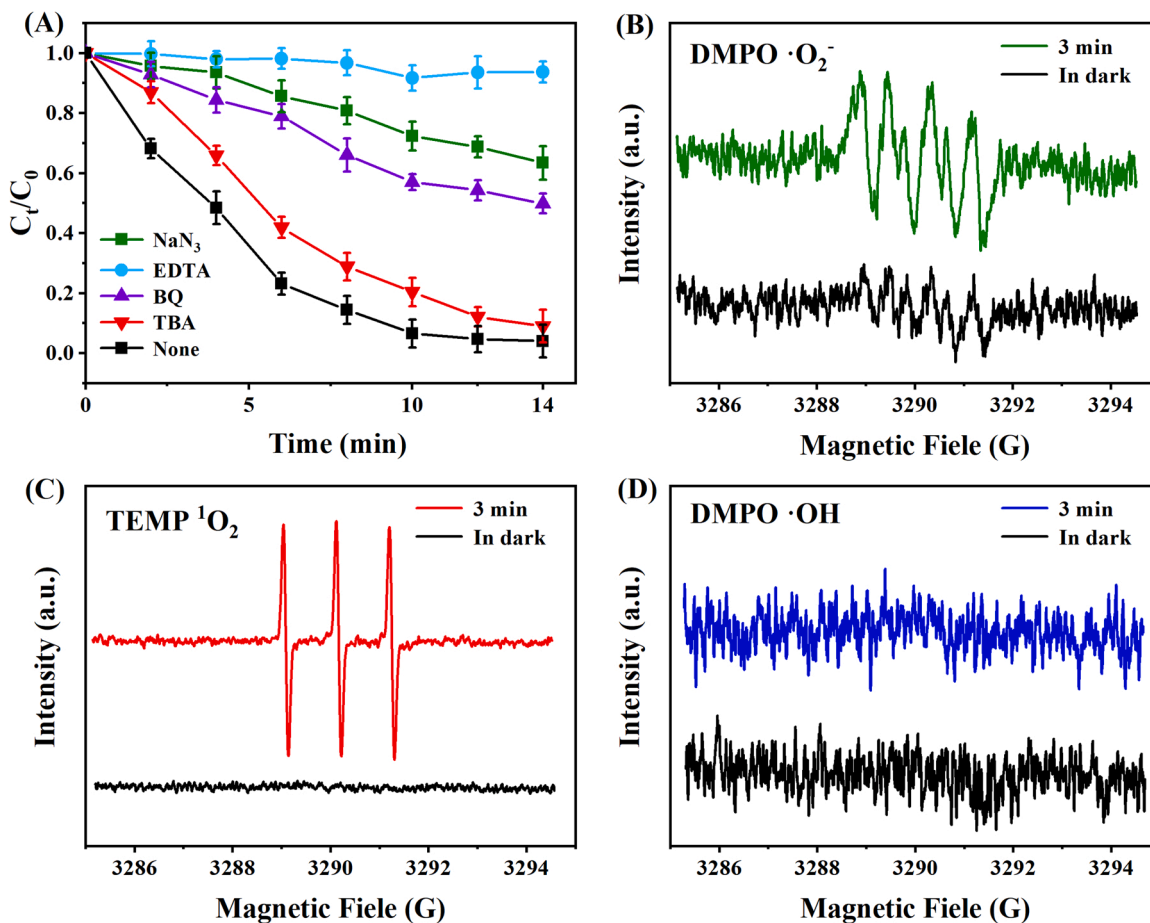 (A)
1.0
0.8
0.6
0.4
0.2
0.0
Cₜ/C₀
NaN₃
EDTA
BQ
TBA
None
0 5 10 14
Time (min)
(B)
DMPO ·O₂⁻
3 min
In dark
Intensity (a.u.)
3286 3288 3290 3292 3294
Magnetic Fiele (G)
(C)
TEMP ¹O₂
3 min
In dark
Intensity (a.u.)
3286 3288 3290 3292 3294
Magnetic Fiele (G)
(D)
DMPO ·OH
3 min
In dark
Intensity (a.u.)
3286 3288 3290 3292 3294
Magnetic Fiele (G)